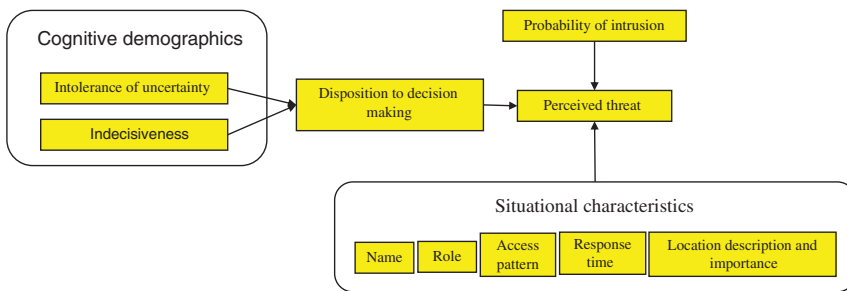 Cognitive demographics
Intolerance of uncertainty
Indecisiveness
Disposition to decision
making
Probability of intrusion
Perceived threat
Situational characteristics
Name
Role
Access
pattern
Response
time
Location description and
importance